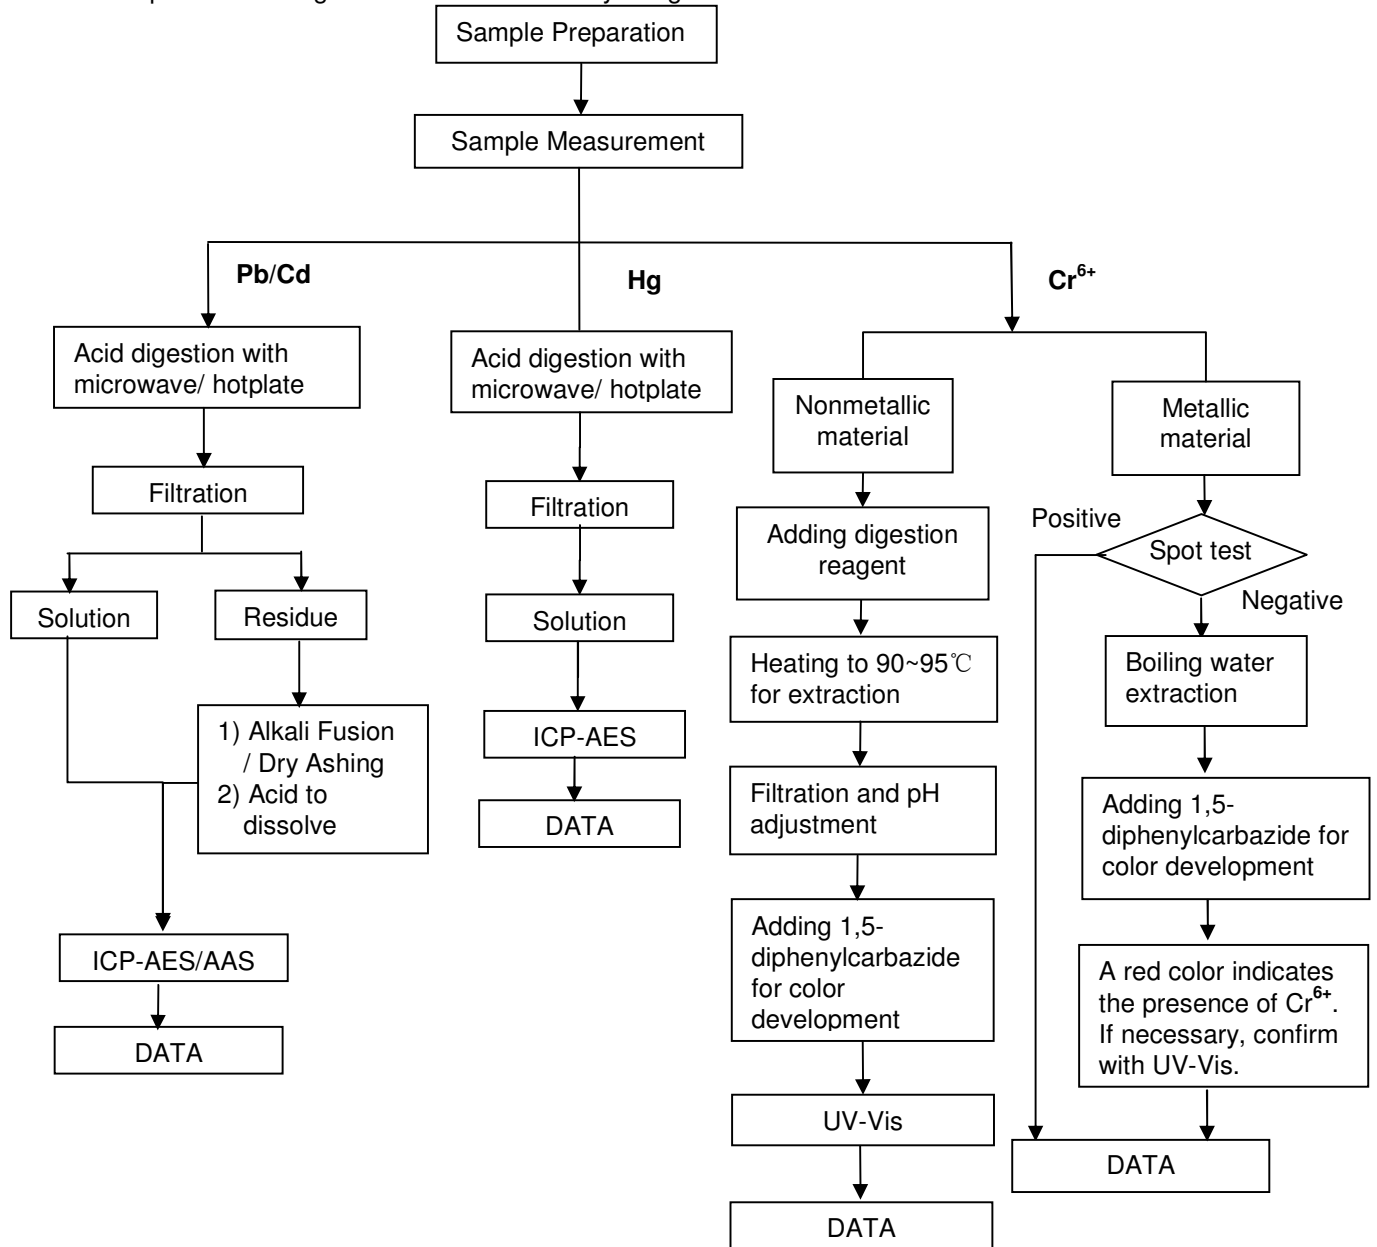 Sample Preparation
Sample Measurement
Pb/Cd
Hg
Cr6+
Acid digestion with
microwave/ hotplate
Filtration
Solution
Residue
1) Alkali Fusion
/ Dry Ashing
2) Acid to
dissolve
ICP-AES/AAS
DATA
Acid digestion with
microwave/ hotplate
Filtration
Solution
ICP-AES
DATA
Nonmetallic
material
Adding digestion
reagent
Heating to 90~95℃
for extraction
Filtration and pH
adjustment
Adding 1,5-
diphenylcarbazide
for color
development
UV-Vis
DATA
Metallic
material
Positive
Spot test
Negative
Boiling water
extraction
Adding 1,5-
diphenylcarbazide for
color development
A red color indicates
the presence of Cr6+.
If necessary, confirm
with UV-Vis.
DATA